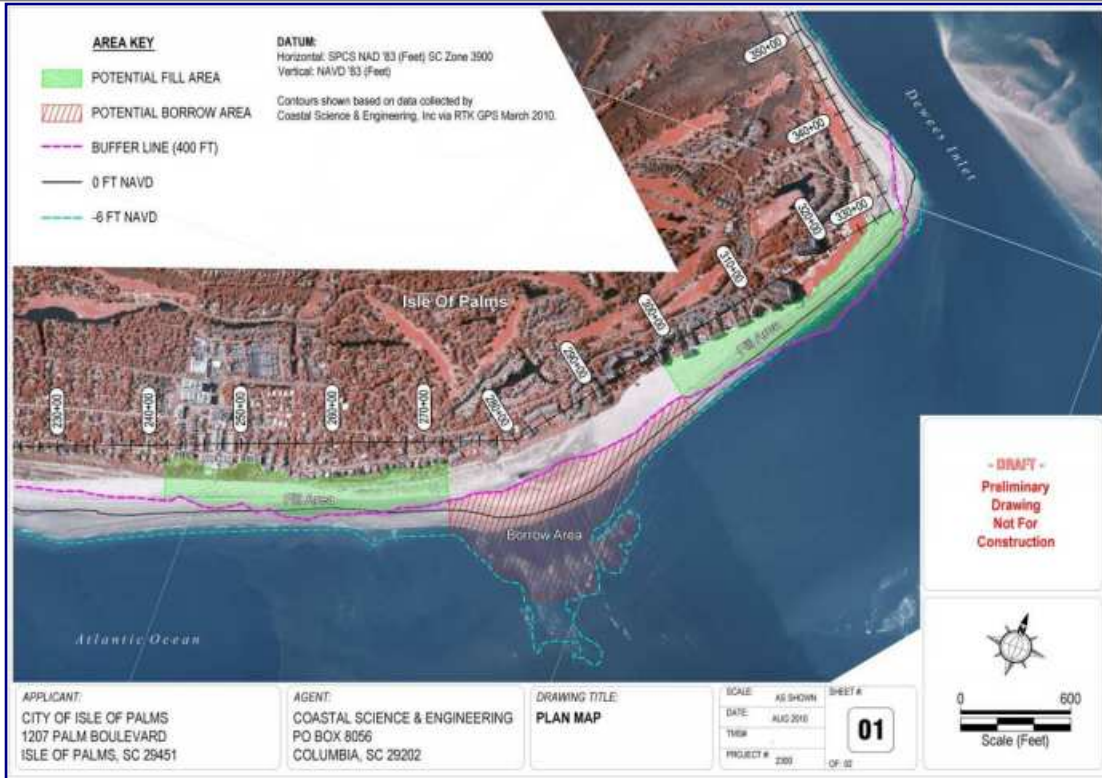 AREA KEY
POTENTIAL FILL AREA
POTENTIAL BORROW AREA
BUFFER LINE (400 FT)
0 FT NAVD
-6 FT NAVD
DATUM:
Horizontal: SPCS NAD '83 (Feet) SC Zone 3900
Vertical: NAVD '83 (Feet)
Contours shown based on data collected by
Coastal Science & Engineering, Inc via RTK GPS March 2010.
350+00
340+00
330+00
320+00
310+00
300+00
290+00
280+00
270+00
260+00
250+00
240+00
230+00
Dewees Inlet
Isle Of Palms
Fill Area
Fill Area
Borrow Area
Atlantic Ocean
- DRAFT -
Preliminary
Drawing
Not For
Construction
N
0 600
Scale (Feet)
APPLICANT:
CITY OF ISLE OF PALMS
1207 PALM BOULEVARD
ISLE OF PALMS, SC 29451
AGENT:
COASTAL SCIENCE & ENGINEERING
PO BOX 8056
COLUMBIA, SC 29202
DRAWING TITLE:
PLAN MAP
SCALE: AS SHOWN
DATE: AUG 2010
TMS#
PROJECT # 2300
SHEET #
01
OF: 02